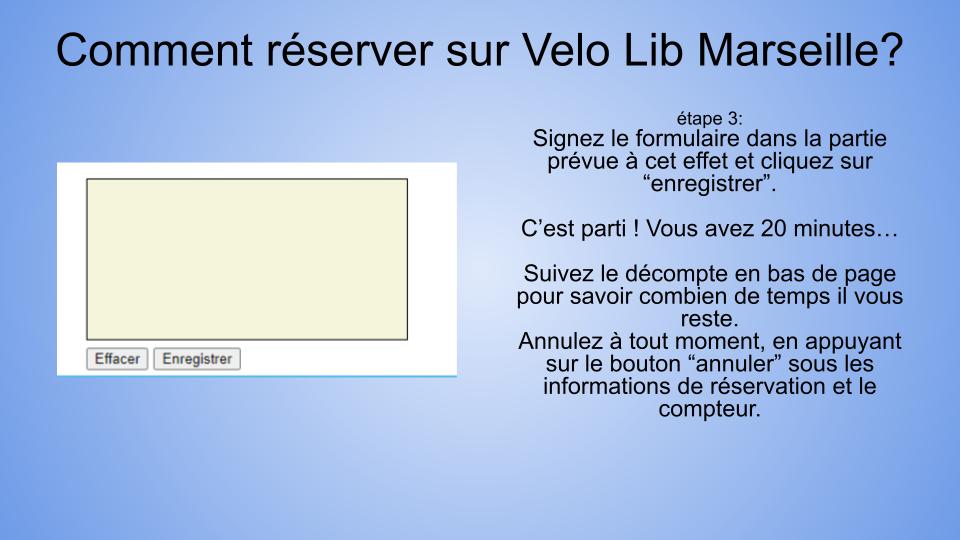 Comment réserver sur Velo Lib Marseille?
étape 3:
Signez le formulaire dans la partie
prévue à cet effet et cliquez sur
“enregistrer”.
C’est parti ! Vous avez 20 minutes…
Suivez le décompte en bas de page
pour savoir combien de temps il vous
reste.
Annulez à tout moment, en appuyant
sur le bouton “annuler” sous les
informations de réservation et le
compteur.
Effacer Enregistrer